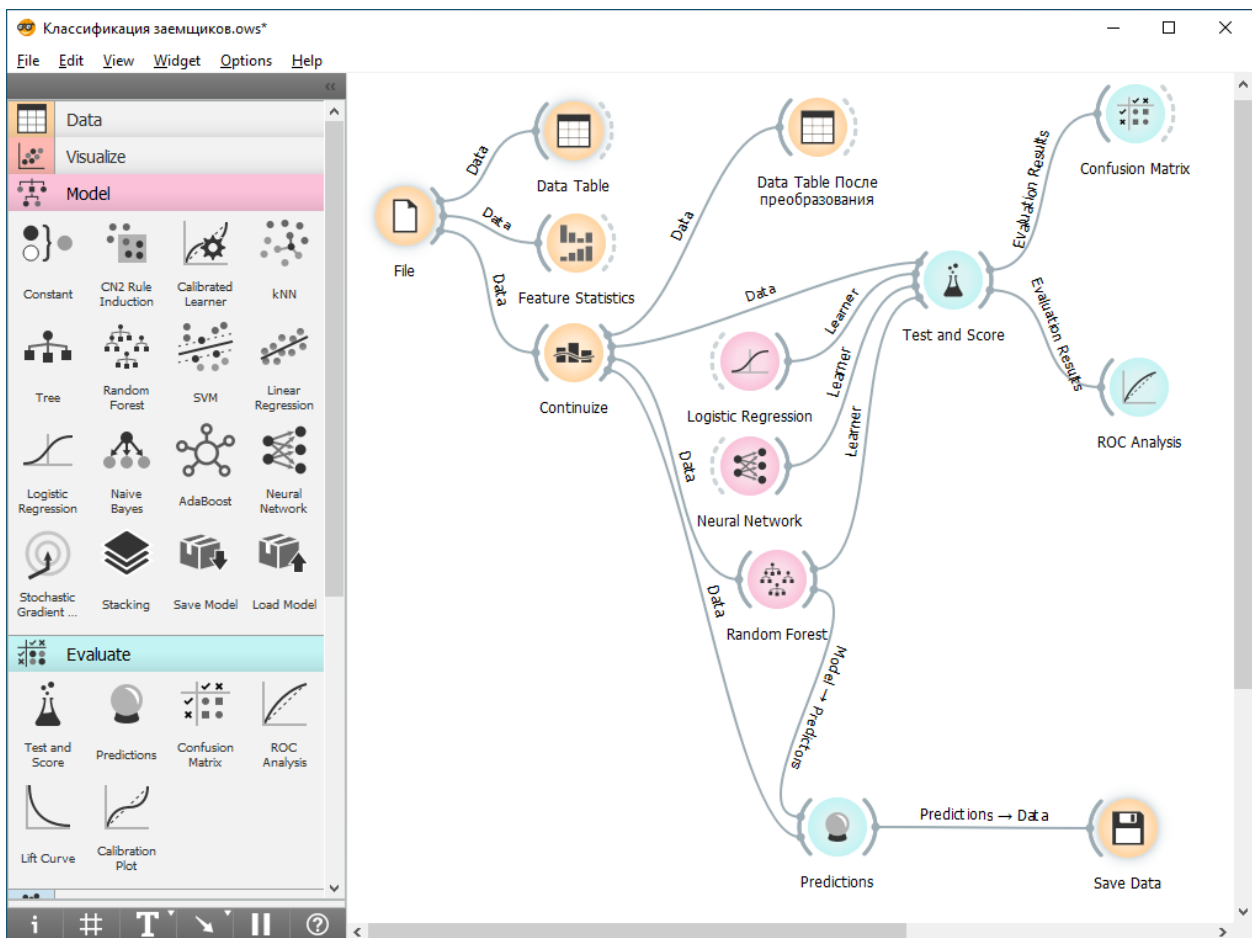 Классификация заемщиков.ows*
File Edit View Widget Options Help
Data
Visualize
Model
Constant
CN2 Rule
Induction
Calibrated
Learner
kNN
Tree
Random
Forest
SVM
Linear
Regression
Logistic
Regression
Naive
Bayes
AdaBoost
Neural
Network
Stochastic
Gradient ...
Stacking
Save Model
Load Model
Evaluate
Test and
Score
Predictions
Confusion
Matrix
ROC
Analysis
Lift Curve
Calibration
Plot
File
Data
Data Table
Data
Feature Statistics
Data
Continuize
Data
Data Table После
преобразования
Data
Learner
Logistic Regression
Learner
Neural Network
Learner
Data
Random Forest
Data
Model → Predictors
Test and Score
Evaluation Results
Confusion Matrix
Evaluation Results
ROC Analysis
Predictions
Predictions → Data
Save Data